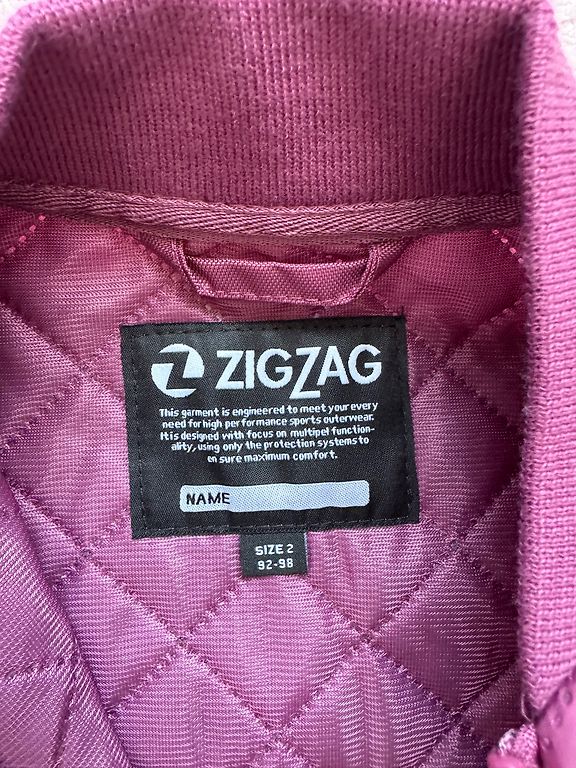 ZIGZAG
This garment is engineered to meet your every
need for high performance sports outerwear.
It is designed with focus on multipel function-
ality, using only the protection systems to
en sure maximum comfort.
NAME
SIZE 2
92-98